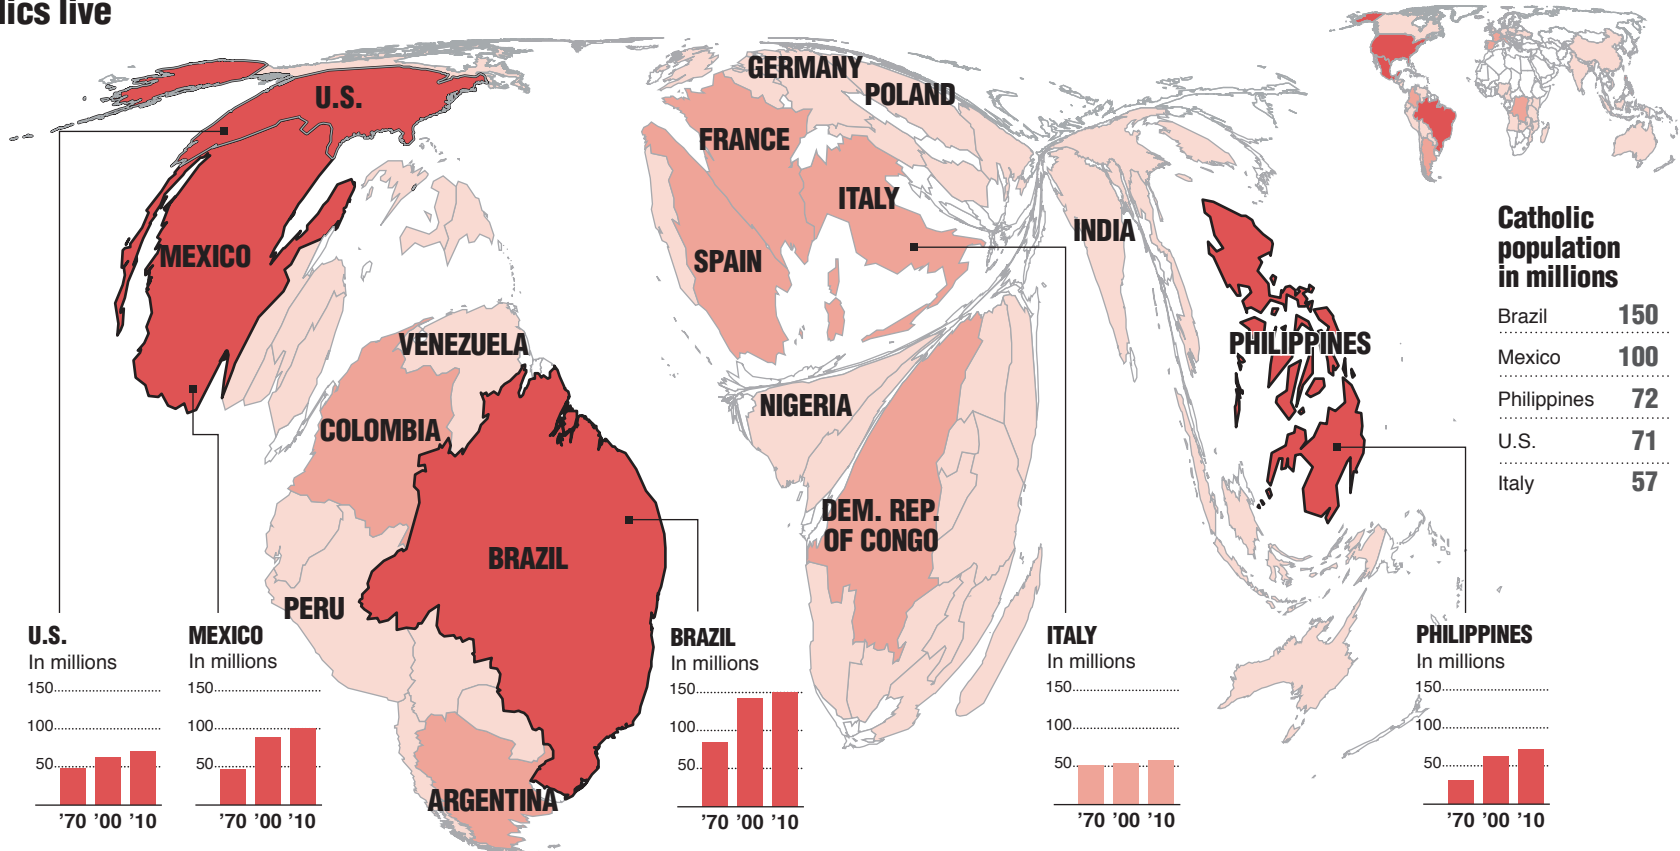 lics live
U.S.
MEXICO
VENEZUELA
COLOMBIA
BRAZIL
PERU
ARGENTINA
GERMANY
POLAND
FRANCE
ITALY
SPAIN
NIGERIA
DEM. REP.
OF CONGO
INDIA
PHILIPPINES
Catholic
population
in millions
Brazil 150
Mexico 100
Philippines 72
U.S. 71
Italy 57
U.S.
In millions
150
100
50
’70 ’00 ’10
MEXICO
In millions
150
100
50
’70 ’00 ’10
BRAZIL
In millions
150
100
50
’70 ’00 ’10
ITALY
In millions
150
100
50
’70 ’00 ’10
PHILIPPINES
In millions
150
100
50
’70 ’00 ’10